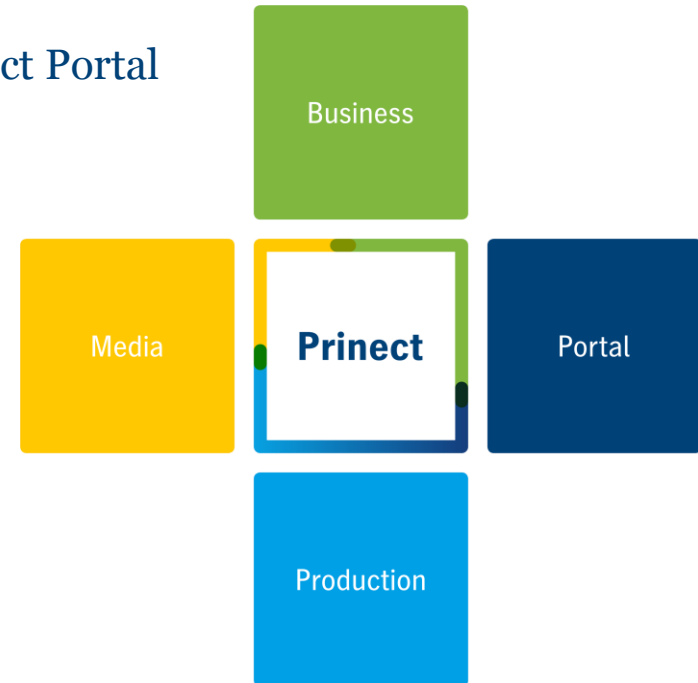 ct Portal
Business
Media
Prinect
Portal
Production